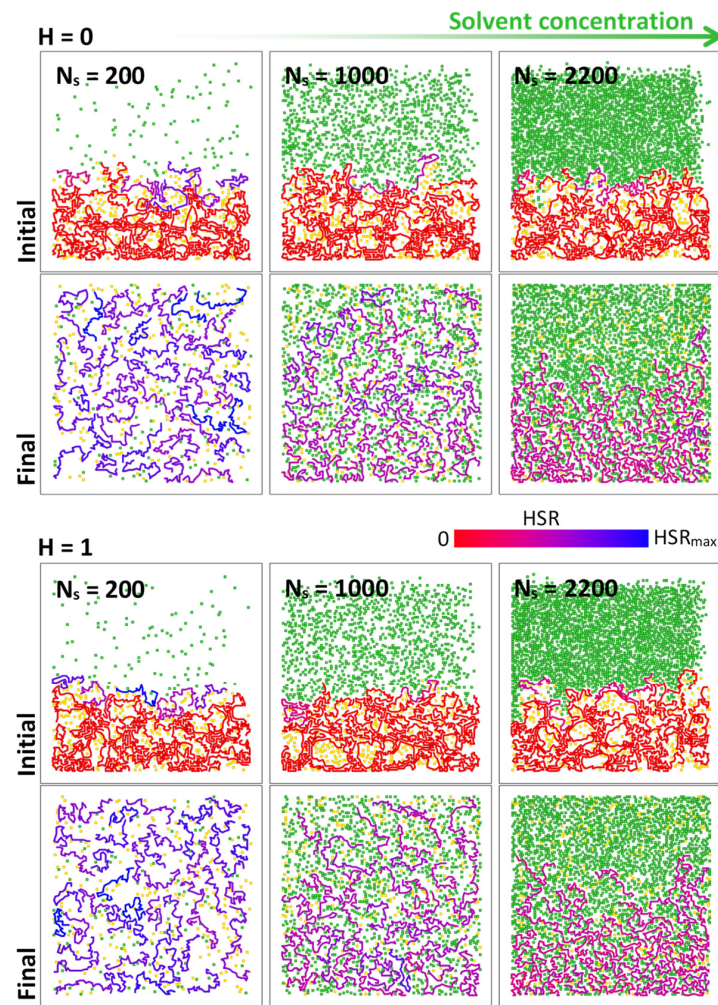 Solvent concentration
H = 0
Nₛ = 200 Nₛ = 1000 Nₛ = 2200
Initial
Final
HSR
H = 1
0 HSRₘₐₓ
Nₛ = 200 Nₛ = 1000 Nₛ = 2200
Initial
Final